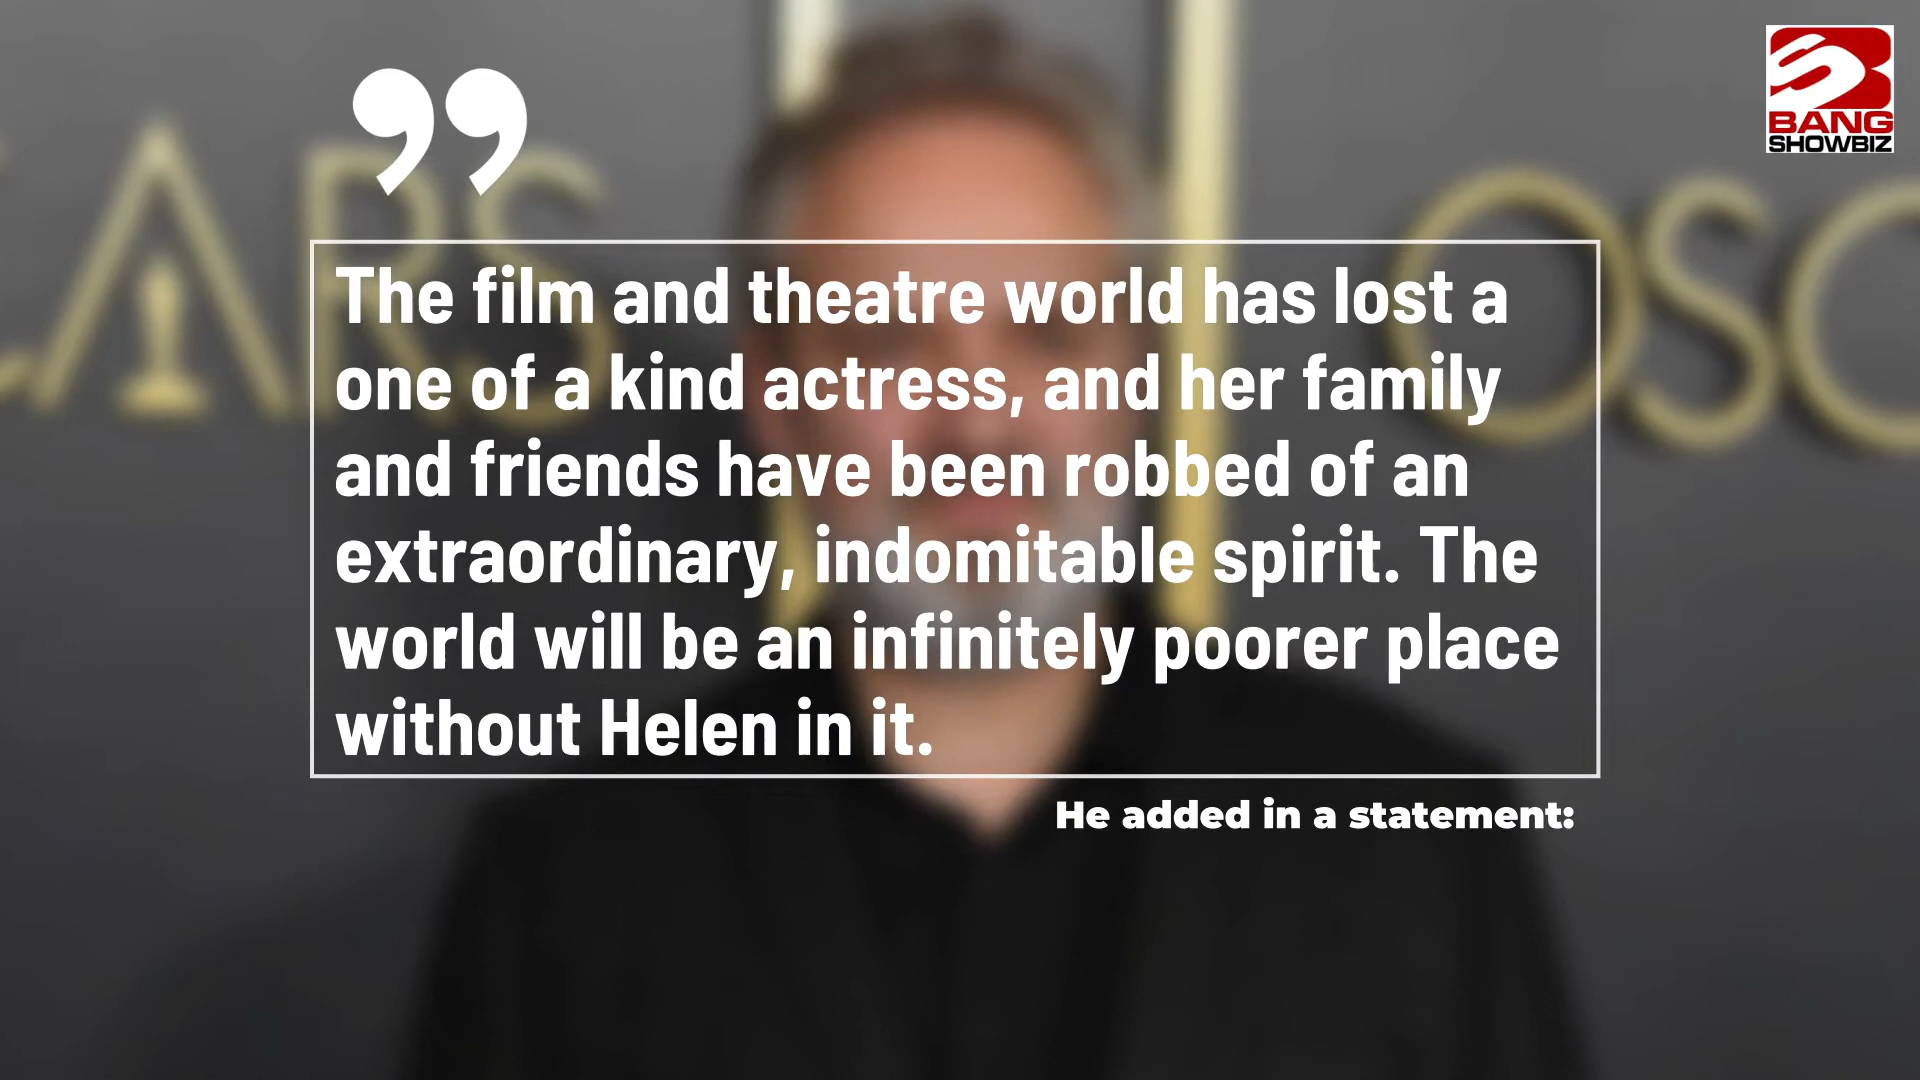 ”
BANG
SHOWBIZ
CARS
OSC
The film and theatre world has lost a
one of a kind actress, and her family
and friends have been robbed of an
extraordinary, indomitable spirit. The
world will be an infinitely poorer place
without Helen in it.
He added in a statement: